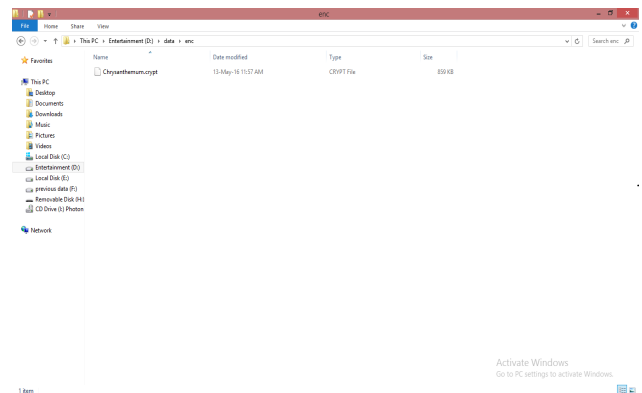 enc
File Home Share View
This PC › Entertainment (D:) › data › enc
Search enc
Name Date modified Type Size
Chrysanthemum.crypt 13-May-16 11:57 AM CRYPT File 859 KB
Favorites
This PC
Desktop
Documents
Downloads
Music
Pictures
Videos
Local Disk (C:)
Entertainment (D:)
Local Disk (E:)
previous data (F:)
Removable Disk (H:)
CD Drive (I:) Photon
Network
Activate Windows
Go to PC settings to activate Windows.
1 item